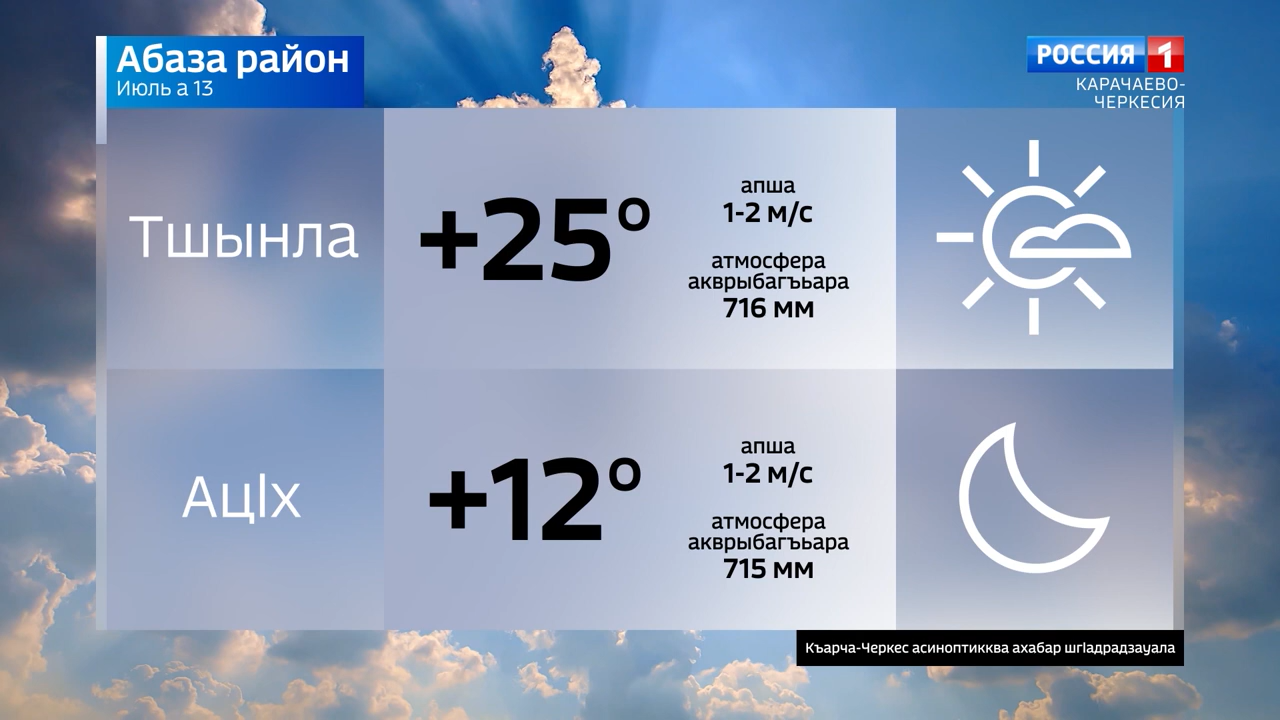 Абаза район
Июль а 13
РОССИЯ 1
КАРАЧАЕВО-
ЧЕРКЕСИЯ
Тшынла
+25°
апша
1-2 м/с
атмосфера
акврыбагъьара
716 мм
АцӀх
+12°
апша
1-2 м/с
атмосфера
акврыбагъьара
715 мм
Къарча-Черкес асиноптикква ахабар шгӀадрадзауала